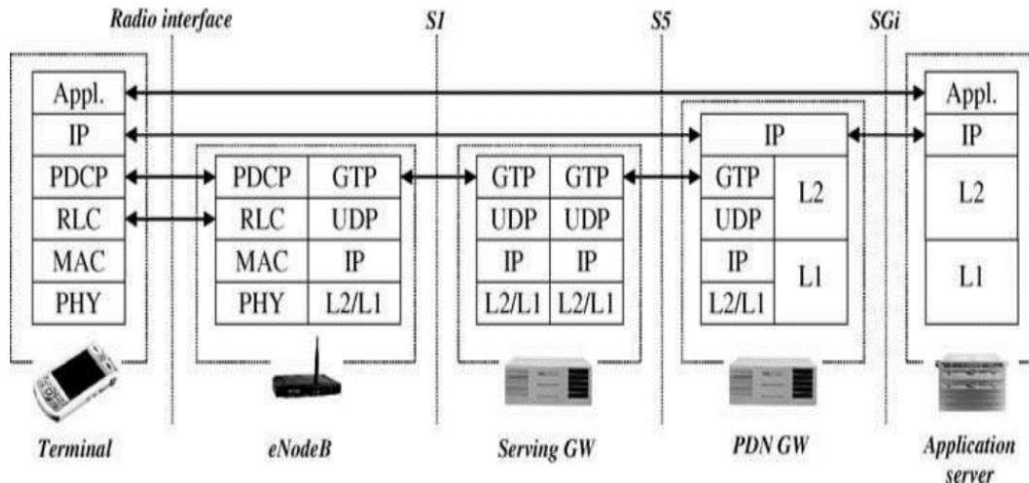 Radio interface S1 S5 SGi
Appl. Appl.
IP IP IP
PDCP PDCP GTP GTP GTP GTP L2 L2
RLC RLC UDP UDP UDP UDP
MAC MAC IP IP IP IP L1 L1
PHY PHY L2/L1 L2/L1 L2/L1 L2/L1
Terminal eNodeB Serving GW PDN GW Application
server